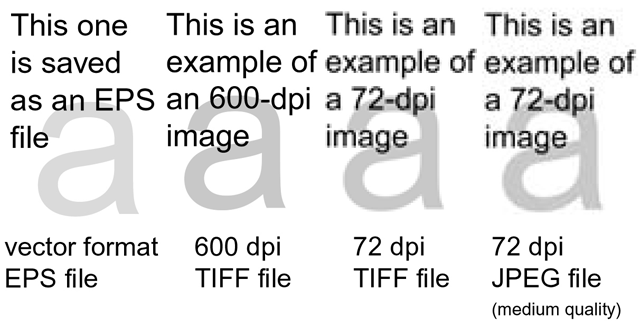 This one
is saved
as an EPS
file
a
vector format
EPS file
This is an
example of
an 600-dpi
image
a
600 dpi
TIFF file
This is an
example of
a 72-dpi
image
a
72 dpi
TIFF file
This is an
example of
a 72-dpi
image
a
72 dpi
JPEG file
(medium quality)